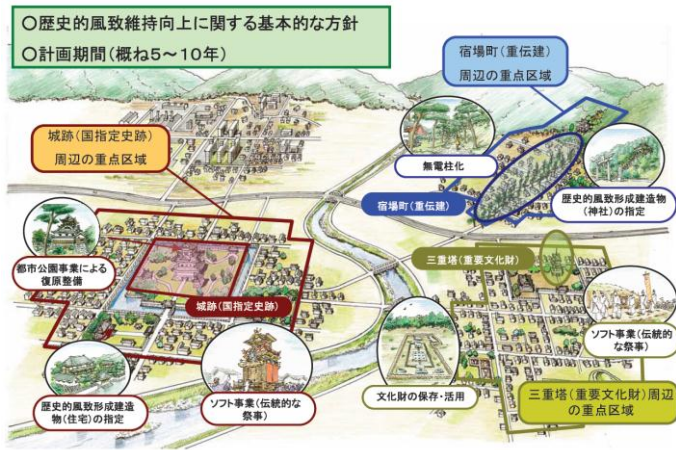 ○歴史的風致維持向上に関する基本的な方針
○計画期間(概ね5～10年)
宿場町(重伝建)
周辺の重点区域
城跡(国指定史跡)
周辺の重点区域
無電柱化
宿場町(重伝建)
歴史的風致形成建造物
(神社)の指定
都市公園事業による
復原整備
城跡(国指定史跡)
三重塔(重要文化財)
ソフト事業(伝統的
な祭事)
歴史的風致形成建造
物(住宅)の指定
ソフト事業(伝統的な
祭事)
文化財の保存・活用
三重塔(重要文化財)周辺
の重点区域